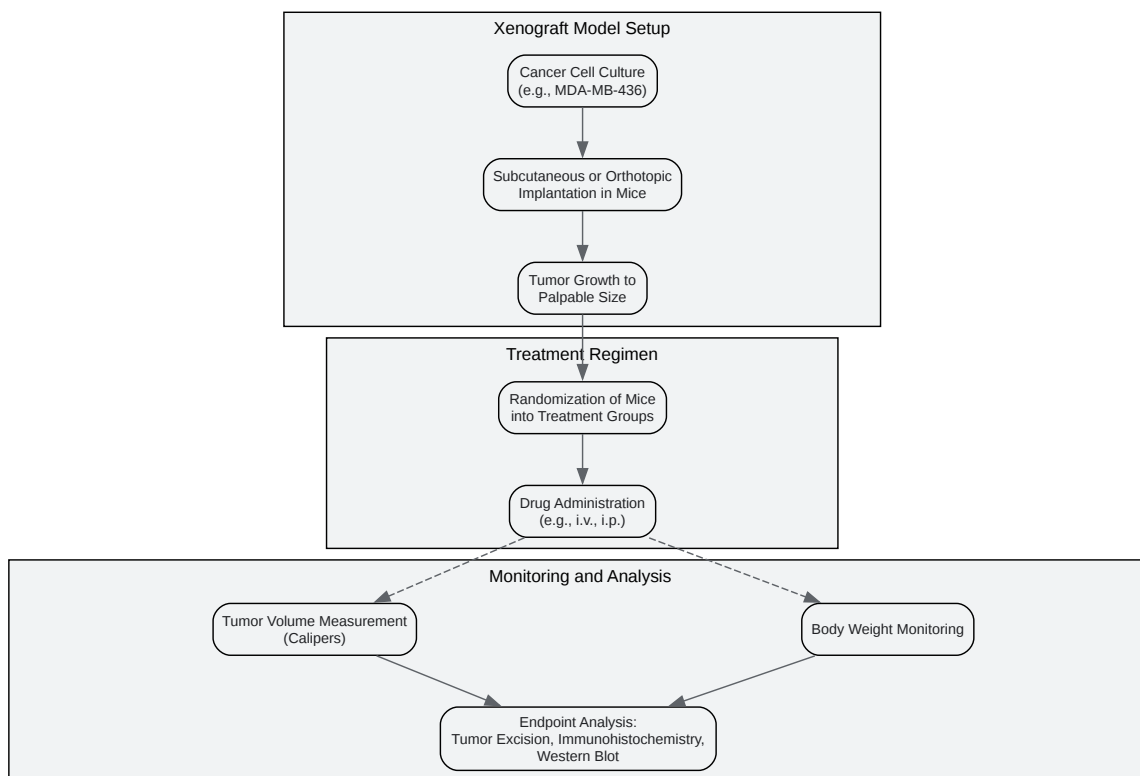 Xenograft Model Setup
Cancer Cell Culture
(e.g., MDA-MB-436)
Subcutaneous or Orthotopic
Implantation in Mice
Tumor Growth to
Palpable Size
Treatment Regimen
Randomization of Mice
into Treatment Groups
Drug Administration
(e.g., i.v., i.p.)
Monitoring and Analysis
Tumor Volume Measurement
(Calipers)
Body Weight Monitoring
Endpoint Analysis:
Tumor Excision, Immunohistochemistry,
Western Blot